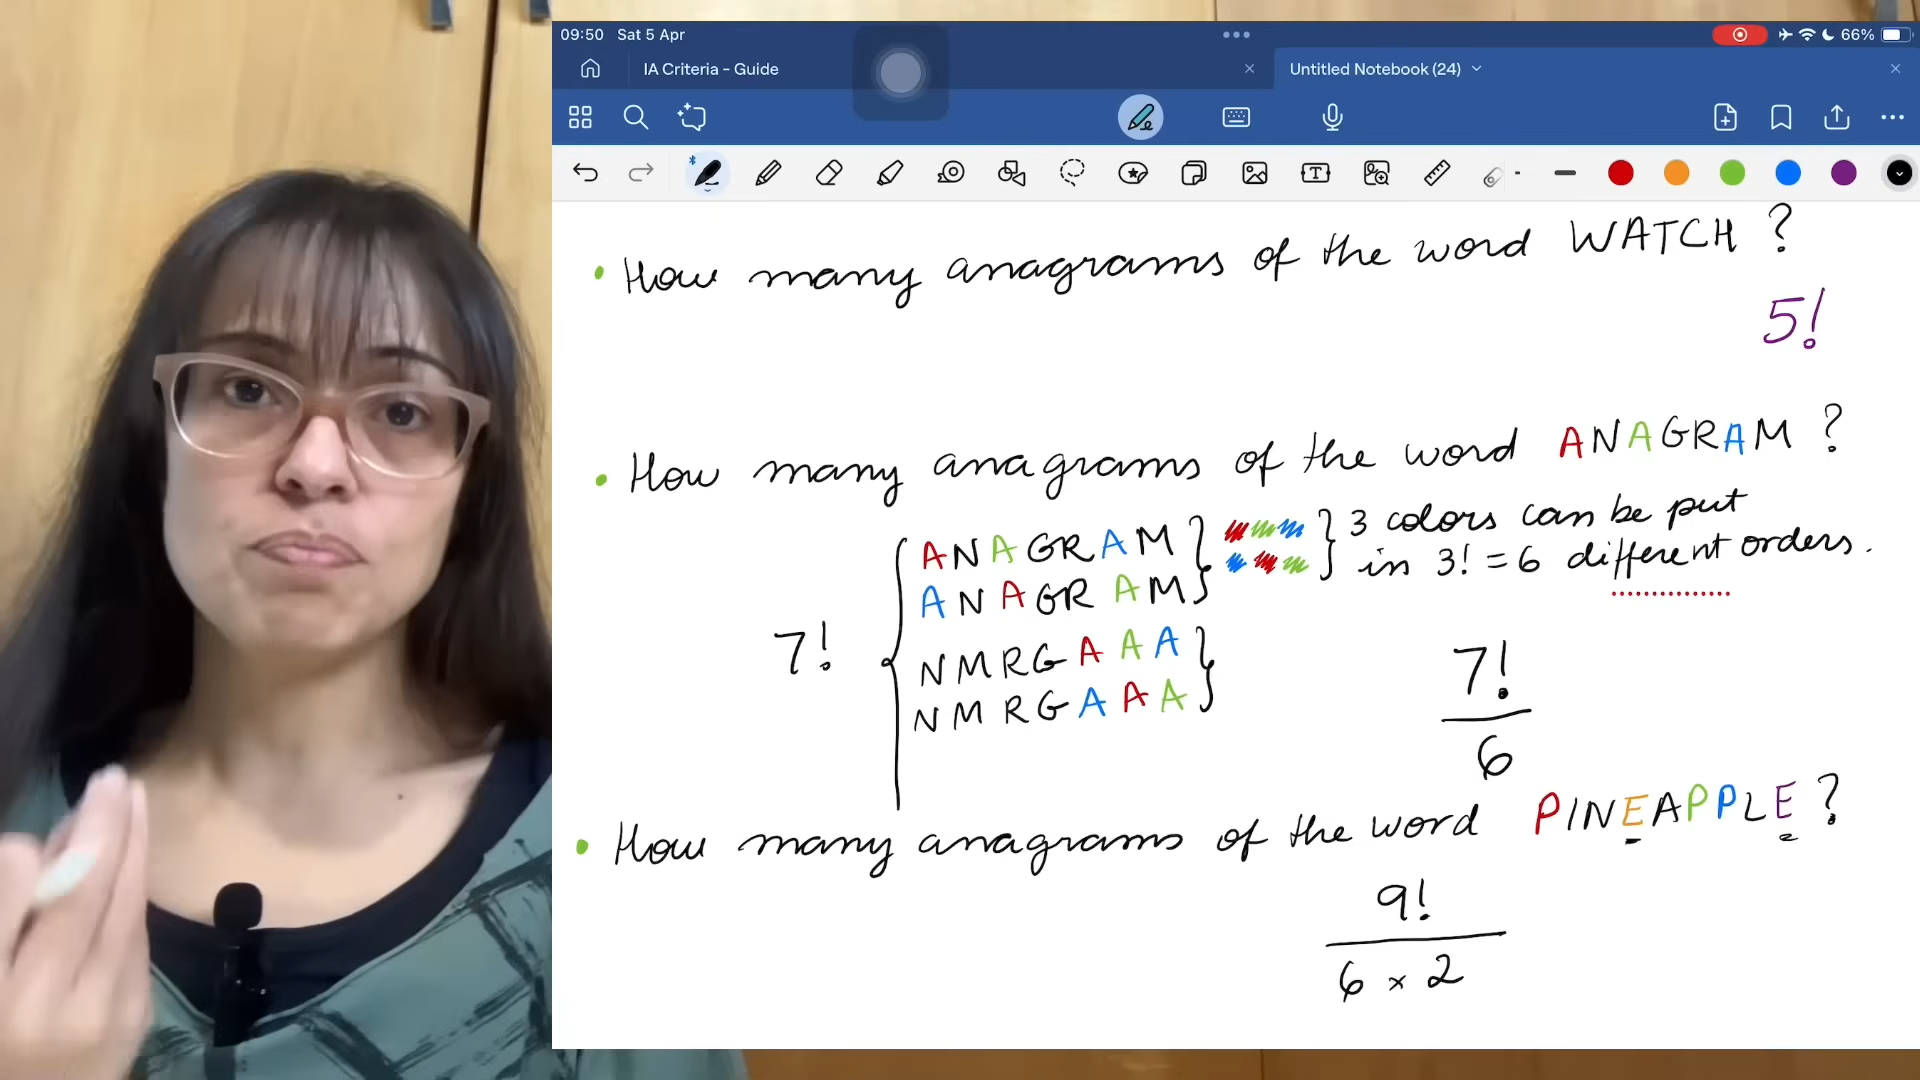 09:50 Sat 5 Apr
66%
IA Criteria - Guide
Untitled Notebook (24)
• How many anagrams of the word WATCH ?
5!
• How many anagrams of the word ANAGRAM ?
7!
ANAGRAM
ANAGRAM
NMRGAAA
NMRGAAA
3 colors can be put
in 3! = 6 different orders.
7!
6
• How many anagrams of the word PINEAPPLE ?
9!
6 × 2